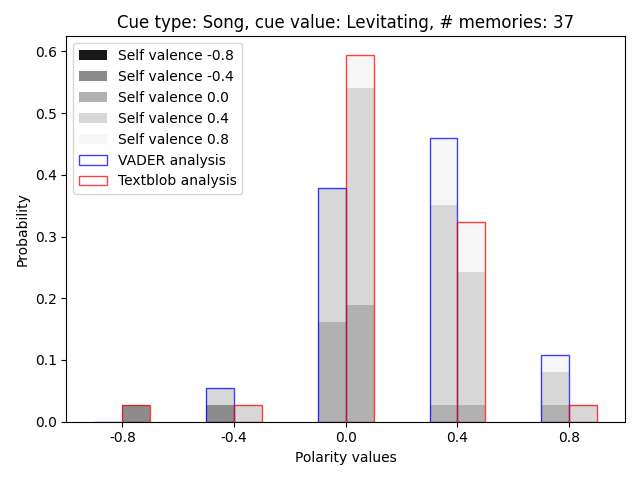 Cue type: Song, cue value: Levitating, # memories: 37
Self valence -0.8
Self valence -0.4
Self valence 0.0
Self valence 0.4
Self valence 0.8
VADER analysis
Textblob analysis
Probability
0.6
0.5
0.4
0.3
0.2
0.1
0.0
-0.8
-0.4
0.0
0.4
0.8
Polarity values